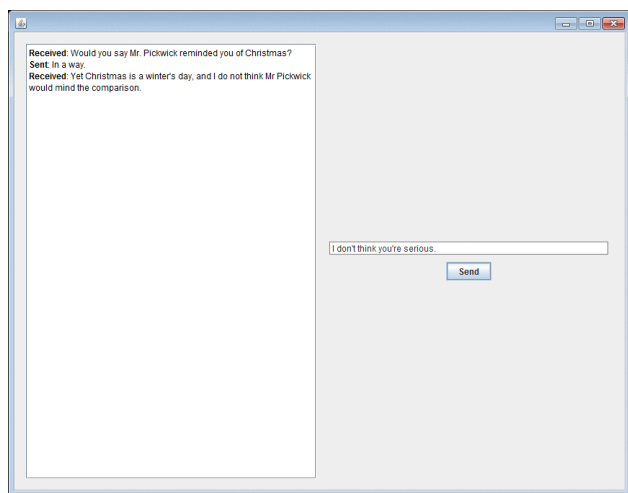 Received: Would you say Mr. Pickwick reminded you of Christmas?
Sent: In a way.
Received: Yet Christmas is a winter's day, and I do not think Mr Pickwick
would mind the comparison.
I don't think you're serious.
Send